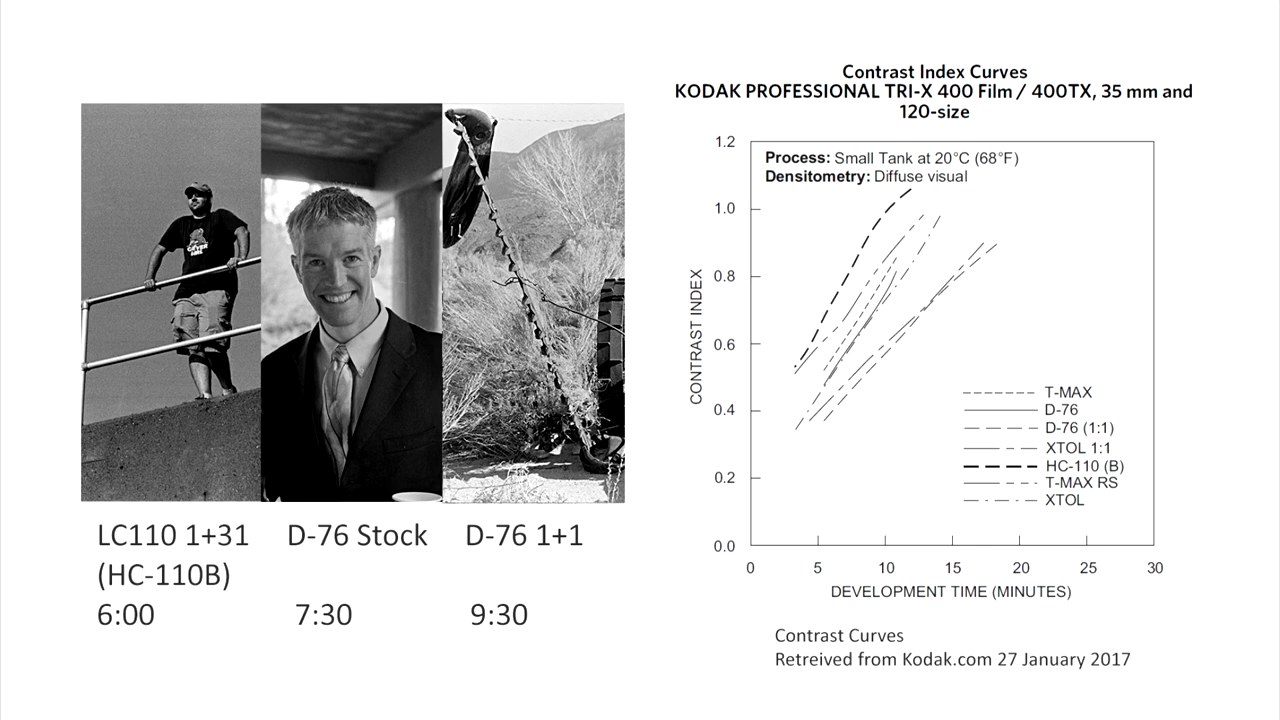 LC110 1+31
(HC-110B)
6:00
D-76 Stock
7:30
D-76 1+1
9:30
Contrast Index Curves
KODAK PROFESSIONAL TRI-X 400 Film / 400TX, 35 mm and
120-size
Process: Small Tank at 20°C (68°F)
Densitometry: Diffuse visual
CONTRAST INDEX
1.2
1.0
0.8
0.6
0.4
0.2
0.0
T-MAX
D-76
D-76 (1:1)
XTOL 1:1
HC-110 (B)
T-MAX RS
XTOL
0 5 10 15 20 25 30
DEVELOPMENT TIME (MINUTES)
Contrast Curves
Retreived from Kodak.com 27 January 2017